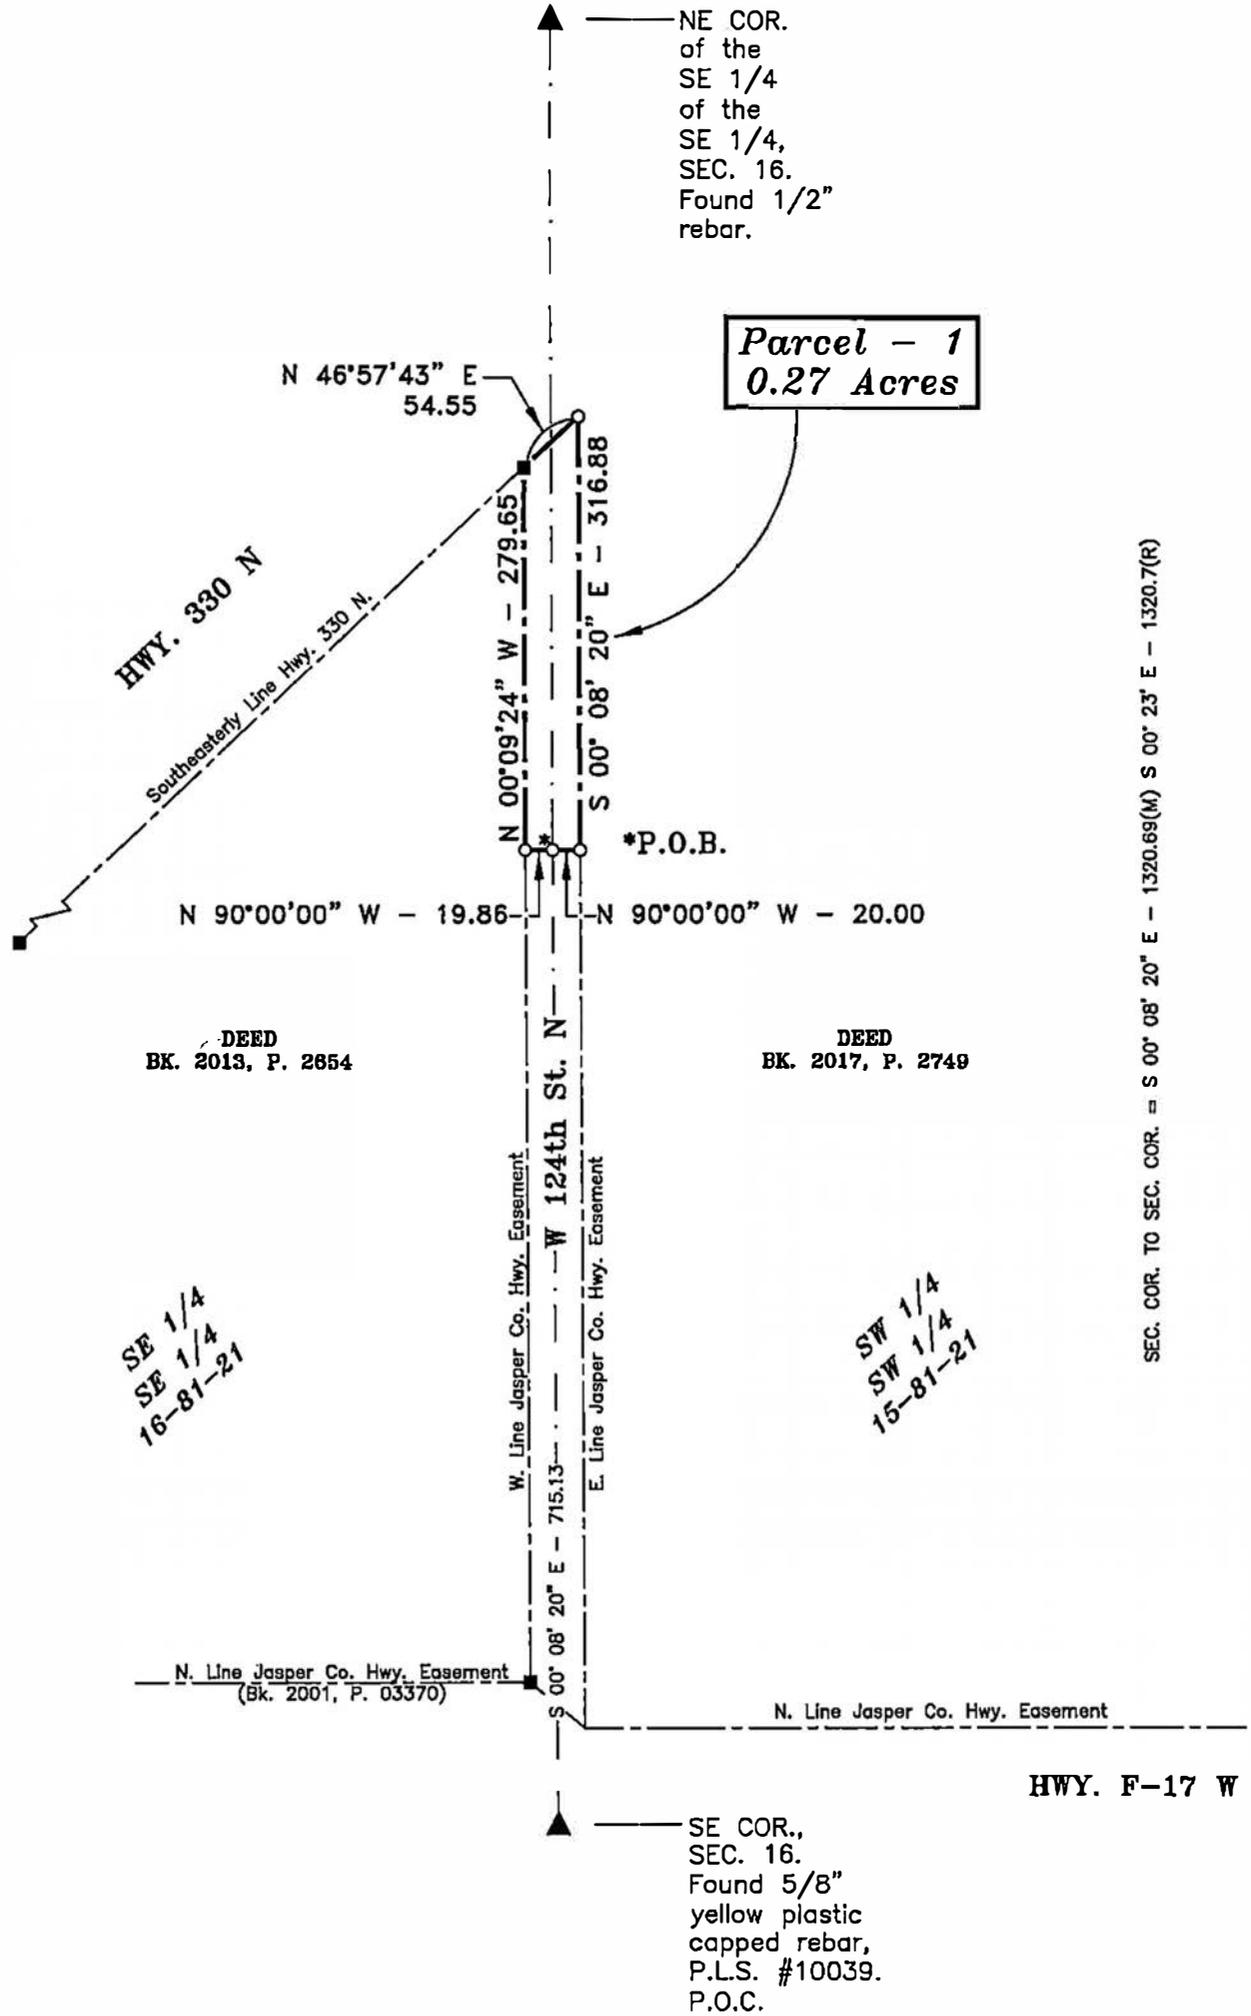 NE COR.
of the
SE 1/4
of the
SE 1/4,
SEC. 16.
Found 1/2"
rebar.
Parcel - 1
0.27 Acres
N 46°57'43" E
54.55
N 00°09'24" W - 279.65
S 00° 08' 20" E - 316.88
HWY. 330 N
Southeasterly Line Hwy. 330 N.
*
*P.O.B.
N 90°00'00" W - 19.86
N 90°00'00" W - 20.00
SEC. COR. TO SEC. COR. = S 00° 08' 20" E - 1320.69(M) S 00° 23' E - 1320.7(R)
DEED
BK. 2013, P. 2654
DEED
BK. 2017, P. 2749
W 124th St. N
W. Line Jasper Co. Hwy. Easement
E. Line Jasper Co. Hwy. Easement
SE 1/4
SE 1/4
16-81-21
SW 1/4
SW 1/4
15-81-21
S 00° 08' 20" E - 715.13
N. Line Jasper Co. Hwy. Easement
(Bk. 2001, P. 03370)
N. Line Jasper Co. Hwy. Easement
HWY. F-17 W
SE COR.,
SEC. 16.
Found 5/8"
yellow plastic
capped rebar,
P.L.S. #10039.
P.O.C.